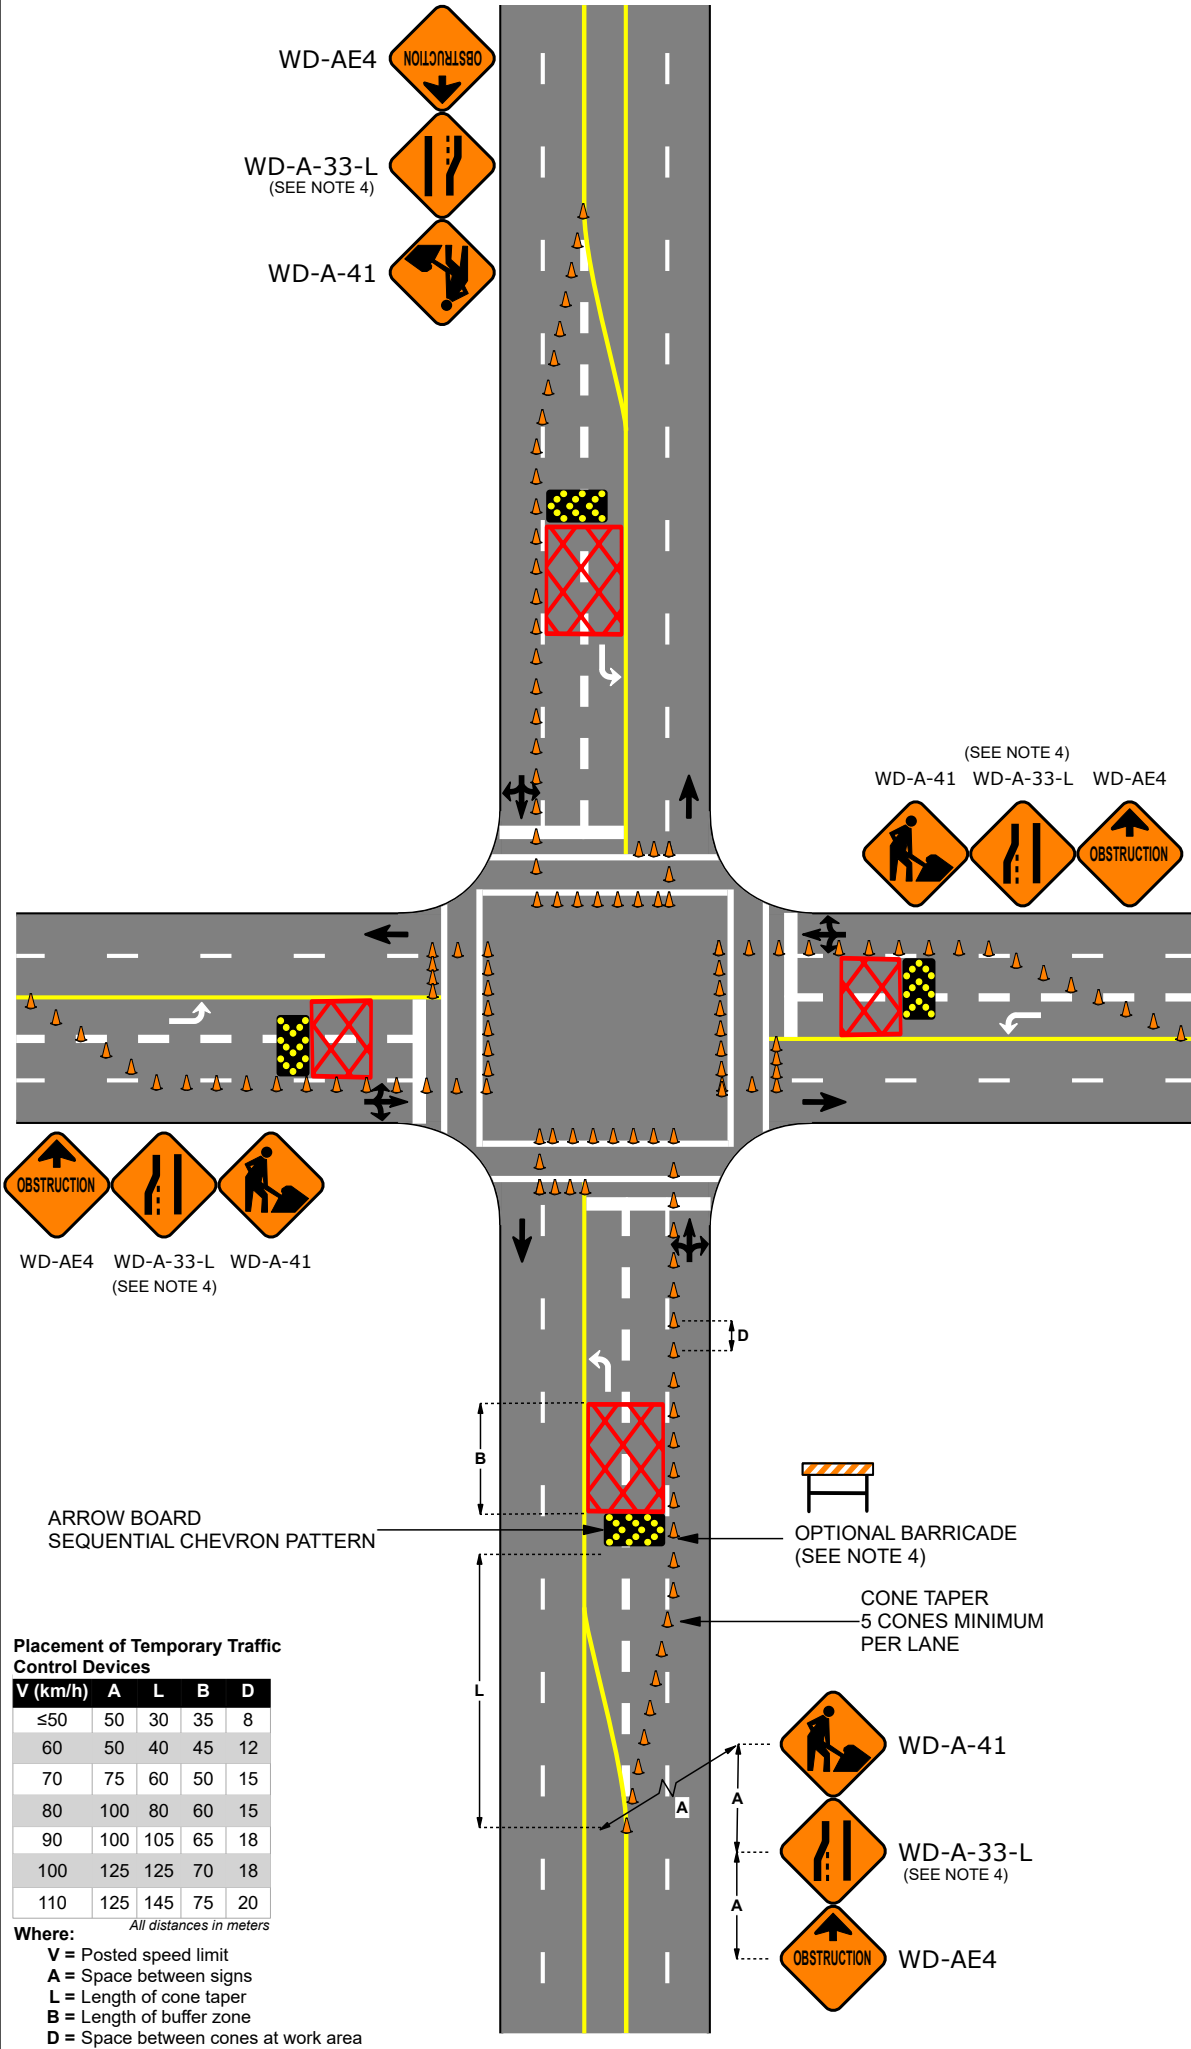 WD-AE4
OBSTRUCTION
WD-A-33-L
(SEE NOTE 4)
WD-A-41
(SEE NOTE 4)
WD-A-41 WD-A-33-L WD-AE4
OBSTRUCTION
OBSTRUCTION
WD-AE4 WD-A-33-L WD-A-41
(SEE NOTE 4)
D
B
ARROW BOARD
SEQUENTIAL CHEVRON PATTERN
OPTIONAL BARRICADE
(SEE NOTE 4)
CONE TAPER
5 CONES MINIMUM
PER LANE
L
A
WD-A-41
A
WD-A-33-L
(SEE NOTE 4)
A
OBSTRUCTION
WD-AE4
Placement of Temporary Traffic
Control Devices
V (km/h) A L B D
≤50 50 30 35 8
60 50 40 45 12
70 75 60 50 15
80 100 80 60 15
90 100 105 65 18
100 125 125 70 18
110 125 145 75 20
All distances in meters
Where:
V = Posted speed limit
A = Space between signs
L = Length of cone taper
B = Length of buffer zone
D = Space between cones at work area